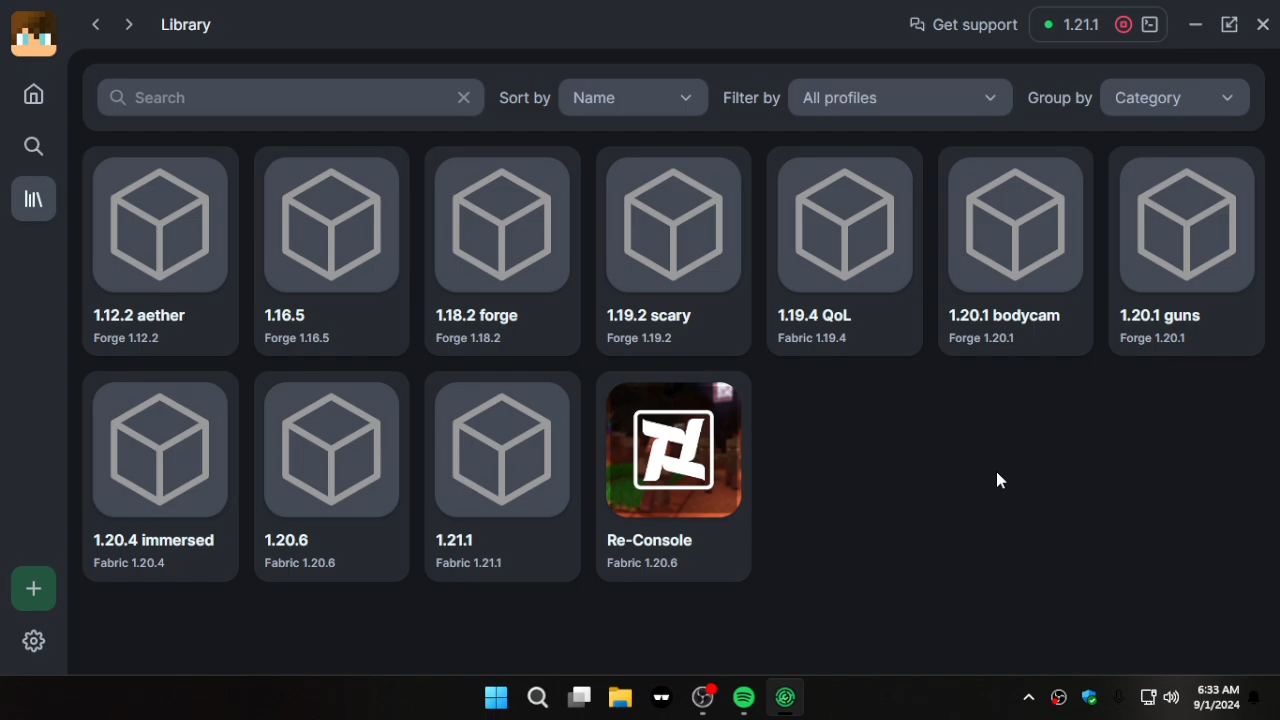 Library
Get support
1.21.1
Search
Sort by
Name
Filter by
All profiles
Group by
Category
1.12.2 aether
Forge 1.12.2
1.16.5
Forge 1.16.5
1.18.2 forge
Forge 1.18.2
1.19.2 scary
Forge 1.19.2
1.19.4 QoL
Fabric 1.19.4
1.20.1 bodycam
Forge 1.20.1
1.20.1 guns
Forge 1.20.1
1.20.4 immersed
Fabric 1.20.4
1.20.6
Fabric 1.20.6
1.21.1
Fabric 1.21.1
Re-Console
Fabric 1.20.6
6:33 AM
9/1/2024